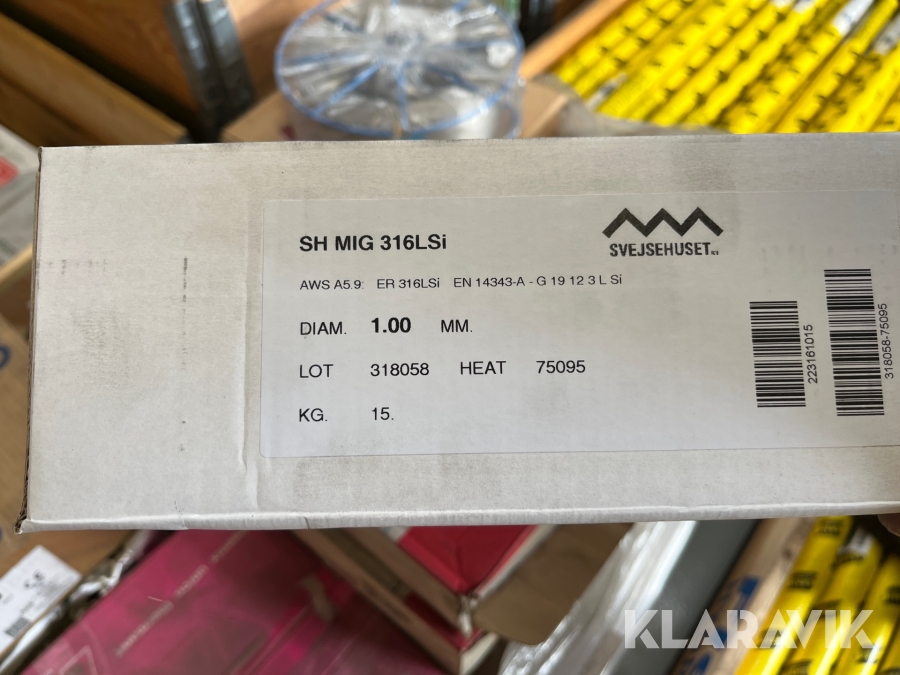 SH MIG 316LSi
SVEJSEHUSET A/S
AWS A5.9: ER 316LSi EN 14343-A - G 19 12 3 L Si
DIAM. 1.00 MM.
LOT 318058 HEAT 75095
KG. 15.
223161015
318058-75095
KLARAVIK